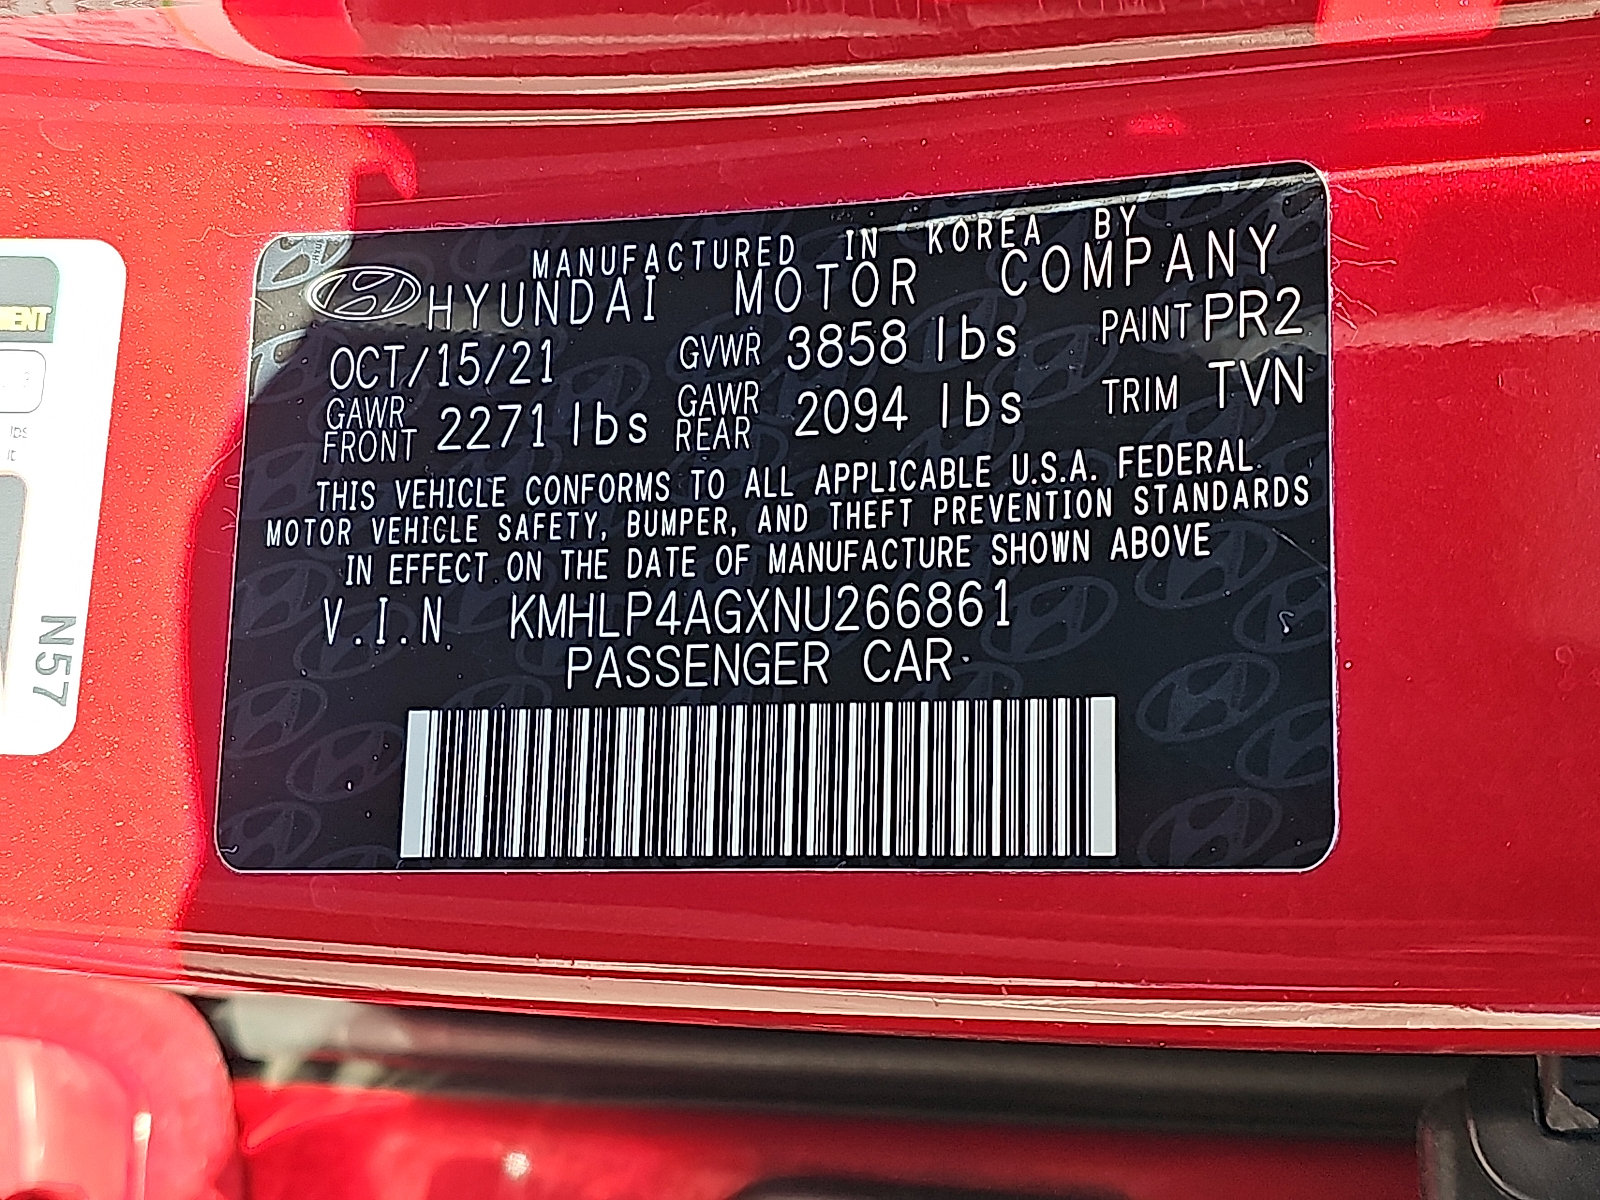 MANUFACTURED IN KOREA BY
HYUNDAI MOTOR COMPANY
OCT/15/21 GVWR 3858 lbs PAINT PR2
GAWR FRONT 2271 lbs GAWR REAR 2094 lbs TRIM TVN
THIS VEHICLE CONFORMS TO ALL APPLICABLE U.S.A. FEDERAL
MOTOR VEHICLE SAFETY, BUMPER, AND THEFT PREVENTION STANDARDS
IN EFFECT ON THE DATE OF MANUFACTURE SHOWN ABOVE
V.I.N KMHLP4AGXNU266861
PASSENGER CAR
N57